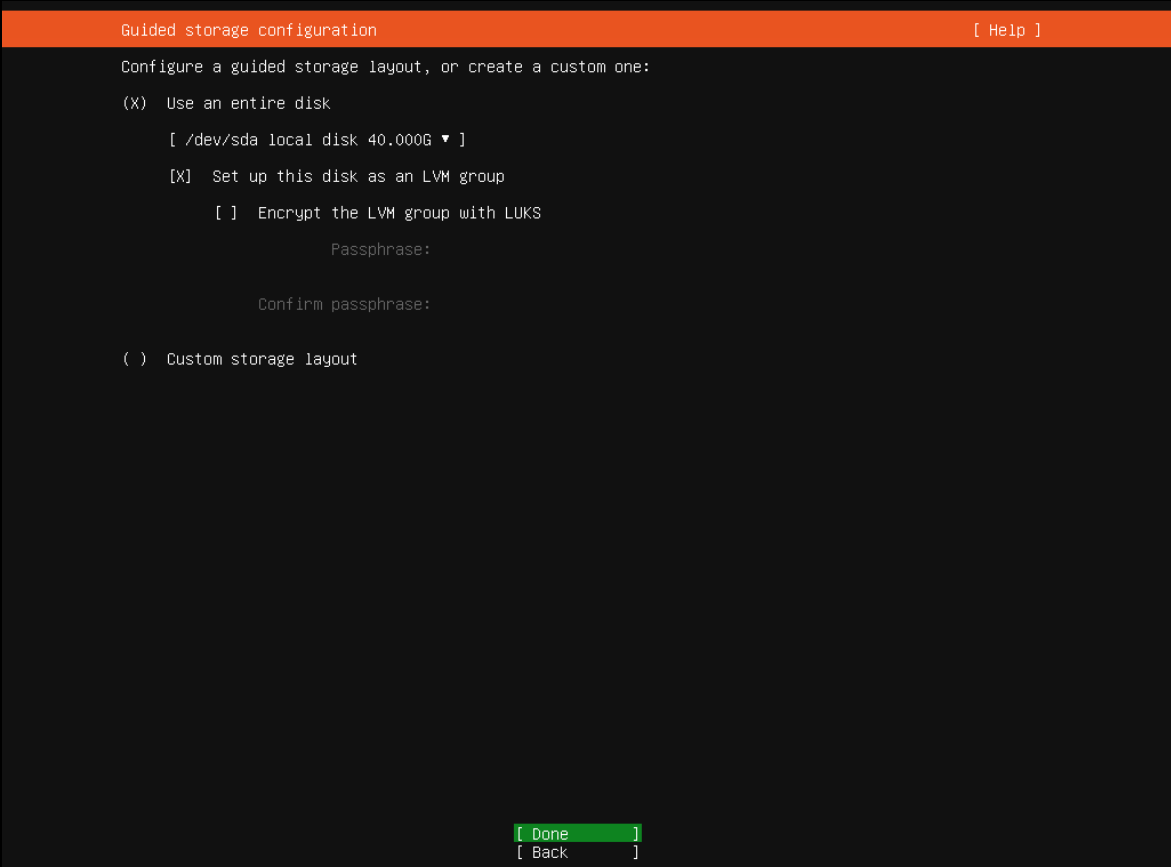 Guided storage configuration [ Help ]
Configure a guided storage layout, or create a custom one:
(X) Use an entire disk
[ /dev/sda local disk 40.000G ▾ ]
[X] Set up this disk as an LVM group
[ ] Encrypt the LVM group with LUKS
Passphrase:
Confirm passphrase:
( ) Custom storage layout
[ Done ]
[ Back ]